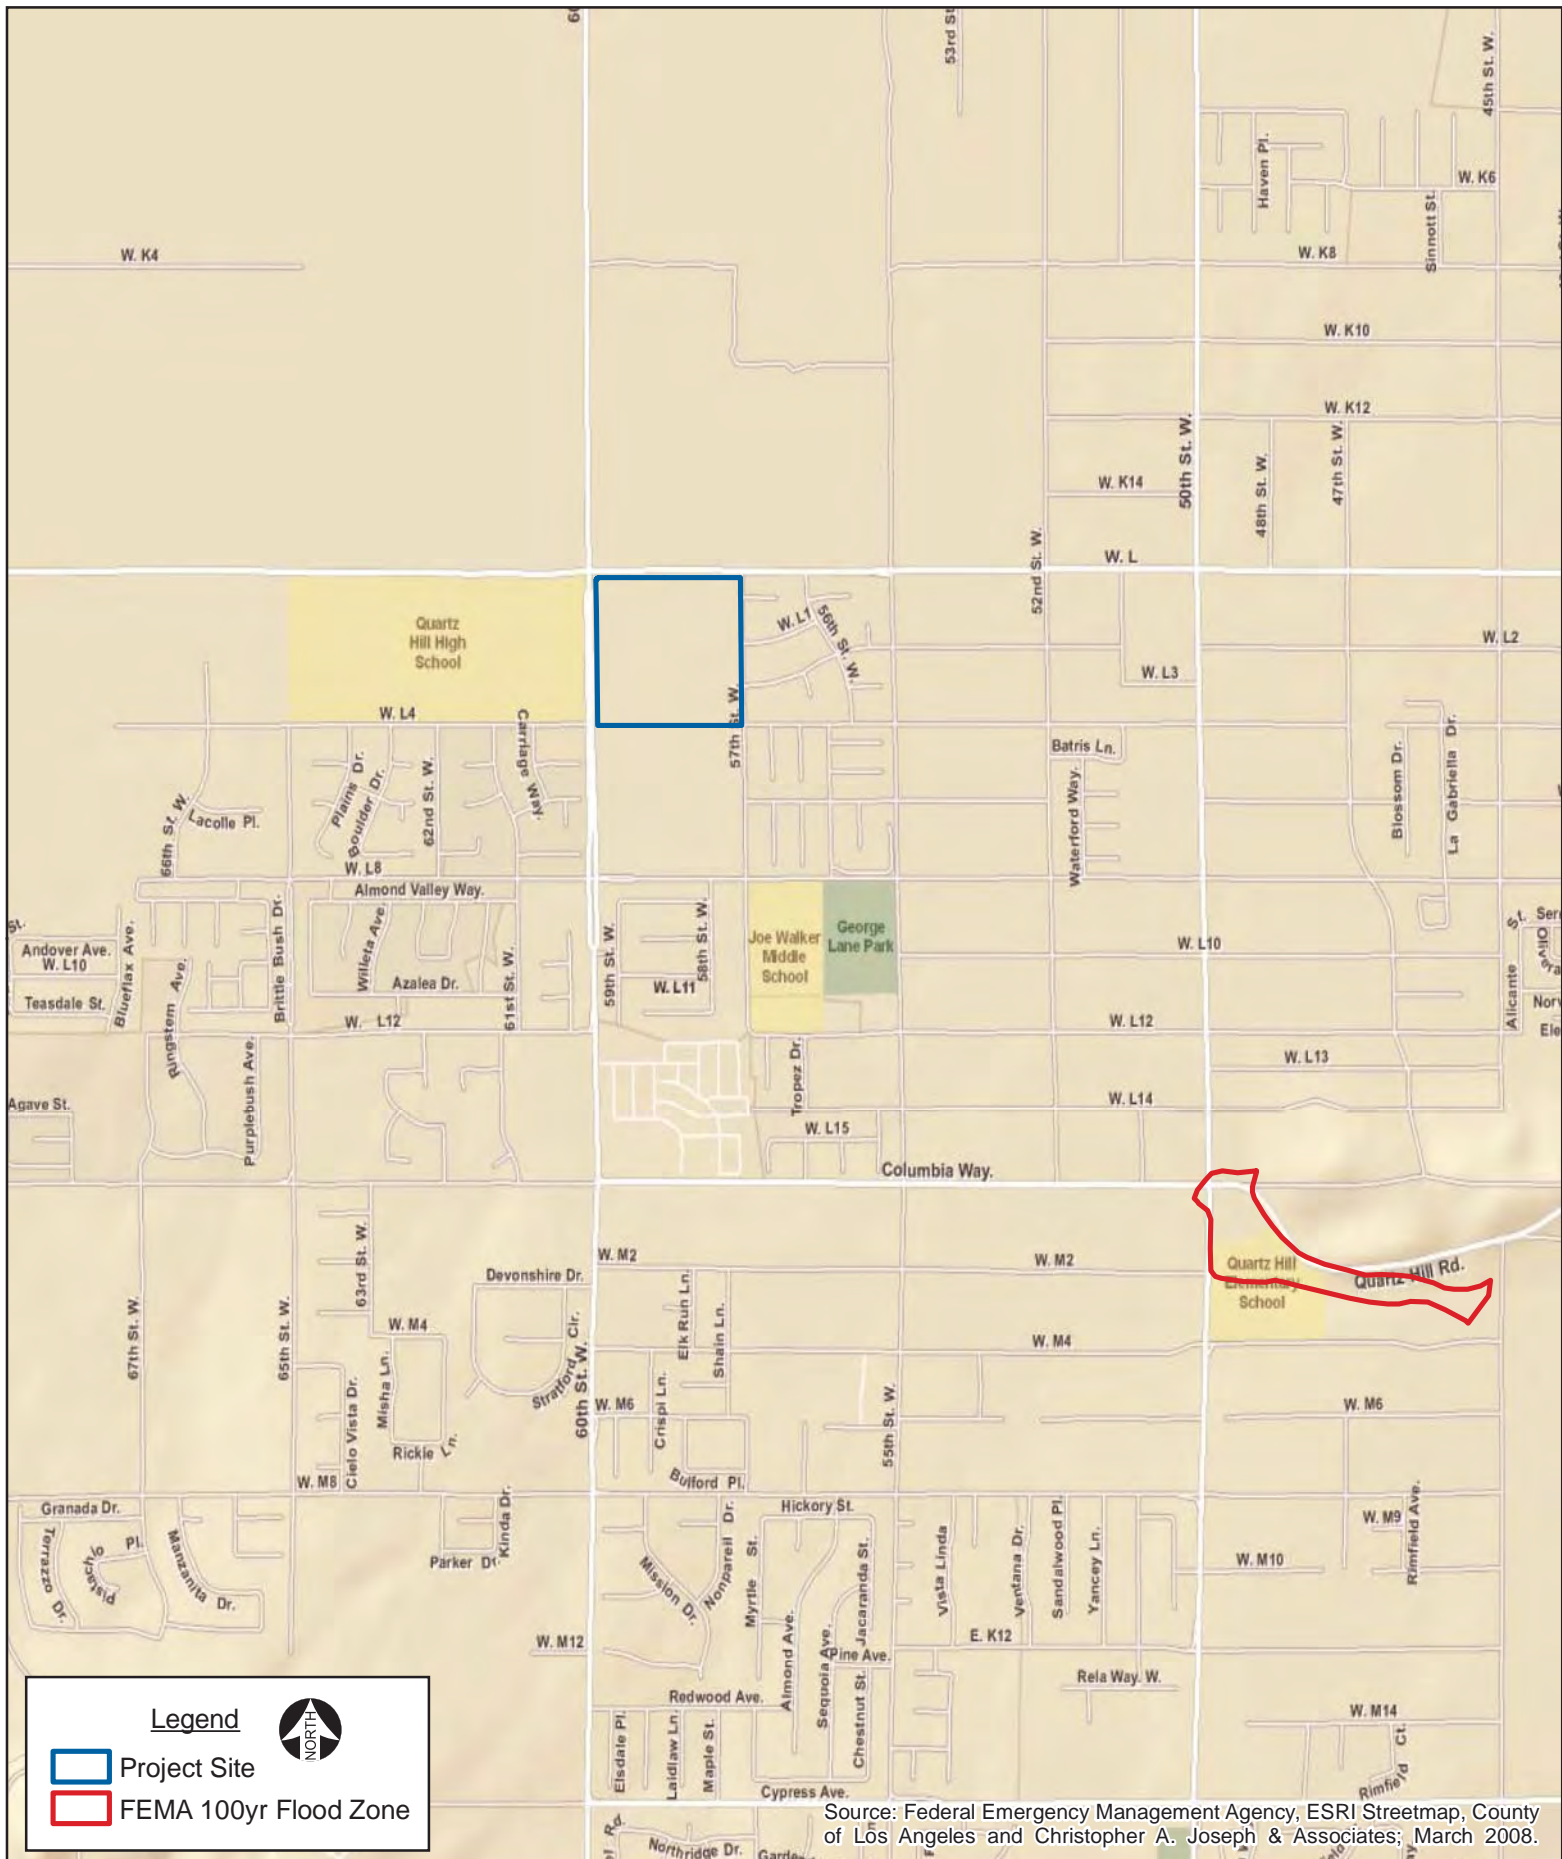 53rd St
45th St. W.
Haven Pl.
W. K6
Sinnott St.
W. K4
W. K8
W. K10
W. K12
50th St. W.
48th St. W.
47th St. W.
W. K14
52nd St. W.
W. L
Quartz
Hill High
School
W. L1
56th St. W.
W. L2
W. L3
W. L4
Carriage Way.
57th St. W.
Plains Dr.
Boulder Dr.
62nd St. W.
Batris Ln.
Waterford Way.
Blossom Dr.
La Gabriella Dr.
66th St. W.
Lacolle Pl.
W. L8
Almond Valley Way.
St.
Andover Ave.
W. L10
Teasdale St.
Blueflax Ave.
Ringstem Ave.
Brittle Bush Dr.
Willeta Ave.
Azalea Dr.
61st St. W.
59th St. W.
58th St. W.
W. L11
Joe Walker
Middle
School
George
Lane Park
W. L10
Alicante
St.
W. L12
W. L12
W. L13
Purplebush Ave.
Agave St.
Tropez Dr.
W. L14
W. L15
Columbia Way.
67th St. W.
65th St. W.
63rd St. W.
W. M2
W. M2
Devonshire Dr.
Quartz Hill
Elementary
School
Quartz Hill Rd.
W. M4
Misha Ln.
Stratford Cir.
60th St. W.
Elk Run Ln.
Shain Ln.
W. M4
Cielo Vista Dr.
Rickie Ln.
W. M6
Crispi Ln.
55th St. W.
W. M6
W. M8
Bulford Pl.
Granada Dr.
Terrazzo Dr.
Pistachio Pl.
Manzanita Dr.
Kinda Dr.
Parker Dr.
Hickory St.
Mission Dr.
Nonpareil Dr.
Myrtle St.
Almond Ave.
Sequoia Ave.
Jacaranda St.
Vista Linda
Ventana Dr.
Sandalwood Pl.
Yancey Ln.
W. M9
Rimfield Ave.
W. M10
W. M12
Pine Ave.
E. K12
Chestnut St.
Rela Way. W.
Redwood Ave.
Elsdale Pl.
Laidlaw Ln.
Maple St.
W. M14
Rimfield Ct.
Cypress Ave.
Rd.
Northridge Dr.
Legend
NORTH
Project Site
FEMA 100yr Flood Zone
Source: Federal Emergency Management Agency, ESRI Streetmap, County
of Los Angeles and Christopher A. Joseph & Associates; March 2008.